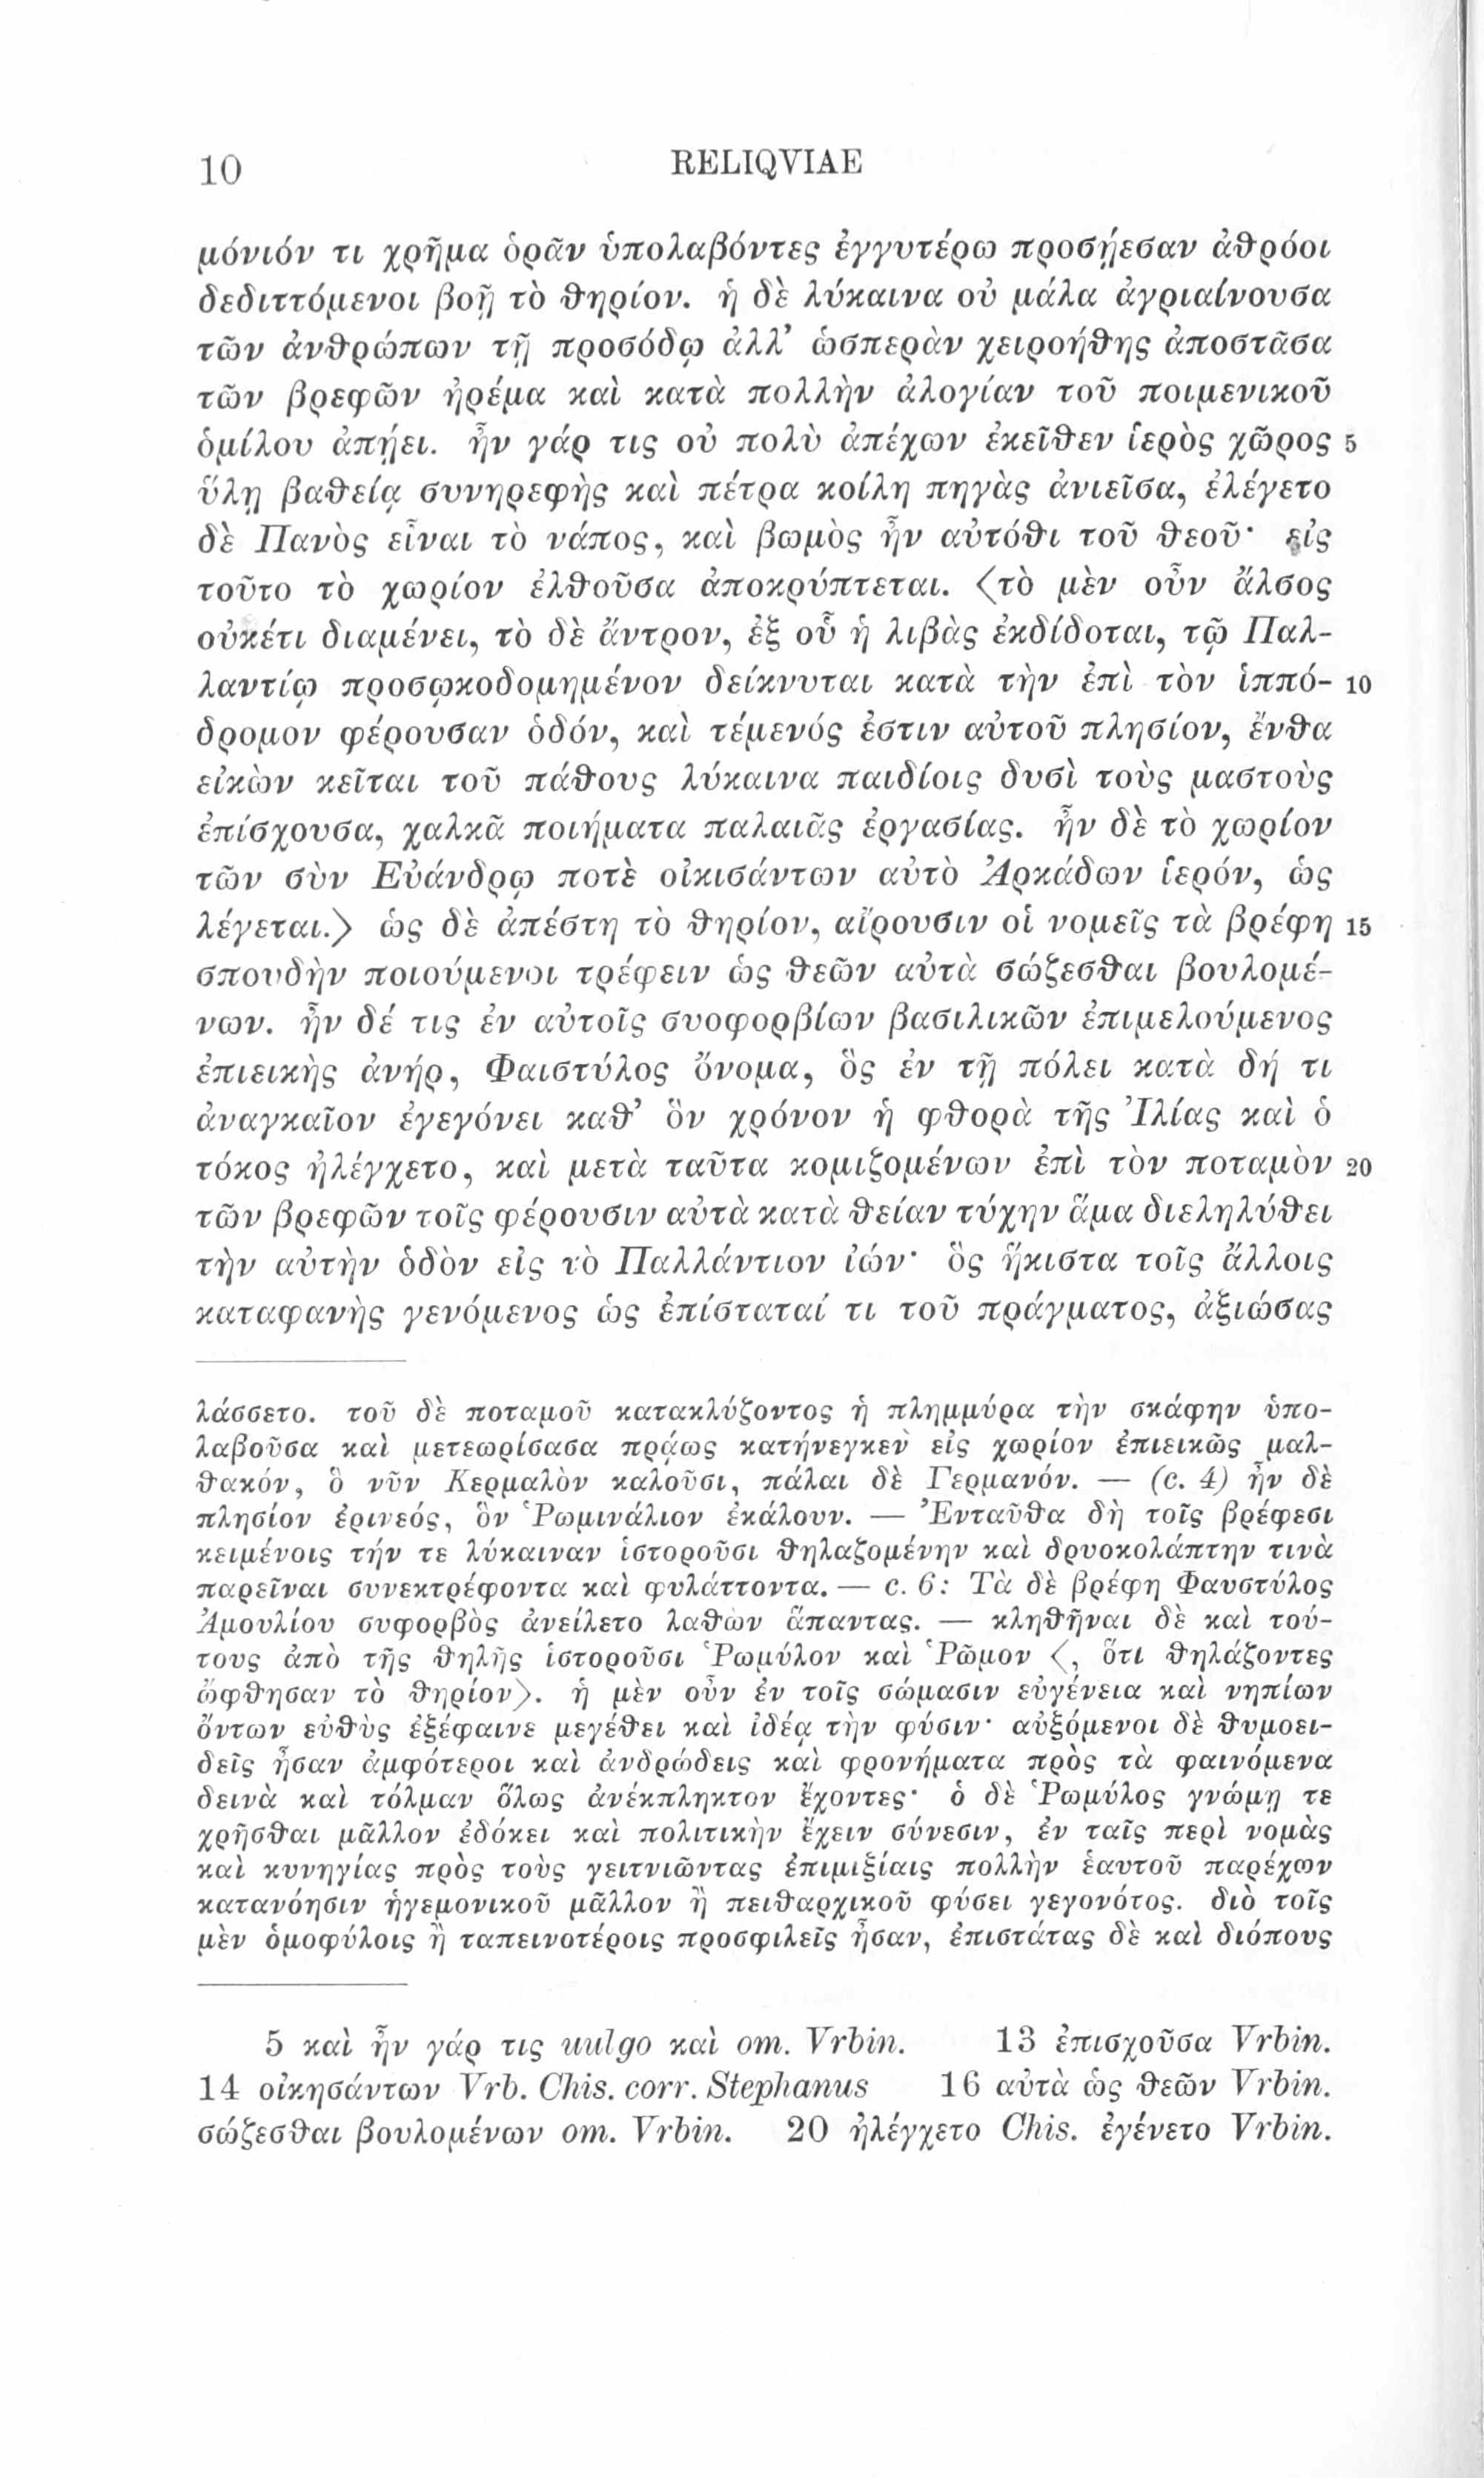 10
RELIQVIAE
μόνιόν τι χρῆμα ὁρᾶν ὑπολαβόντες ἐγγυτέρω προσῄεσαν ἀθρόοι
δεδιττόμενοι βοῇ τὸ θηρίον. ἡ δὲ λύκαινα οὐ μάλα ἀγριαίνουσα
τῶν ἀνθρώπων τῇ προσόδῳ ἀλλ’ ὡσπερὰν χειροήθης ἀποστᾶσα
τῶν βρεφῶν ἠρέμα καὶ κατὰ πολλὴν ἀλογίαν τοῦ ποιμενικοῦ
ὁμίλου ἀπῄει. ἦν γάρ τις οὐ πολὺ ἀπέχων ἐκεῖθεν ἱερὸς χῶρος 5
ὕλῃ βαθείᾳ συνηρεφὴς καὶ πέτρα κοίλη πηγὰς ἀνιεῖσα, ἐλέγετο
δὲ Πανὸς εἶναι τὸ νάπος, καὶ βωμὸς ἦν αὐτόθι τοῦ θεοῦ· εἰς
τοῦτο τὸ χωρίον ἐλθοῦσα ἀποκρύπτεται. <τὸ μὲν οὖν ἄλσος
οὐκέτι διαμένει, τὸ δὲ ἄντρον, ἐξ οὗ ἡ λιβὰς ἐκδίδοται, τῷ Παλ-
λαντίῳ προσῳκοδομημένον δείκνυται κατὰ τὴν ἐπὶ τὸν ἱππό- 10
δρομον φέρουσαν ὁδόν, καὶ τέμενός ἐστιν αὐτοῦ πλησίον, ἔνθα
εἰκὼν κεῖται τοῦ πάθους λύκαινα παιδίοις δυσὶ τοὺς μαστοὺς
ἐπίσχουσα, χαλκᾶ ποιήματα παλαιᾶς ἐργασίας. ἦν δὲ τὸ χωρίον
τῶν σὺν Εὐάνδρῳ ποτὲ οἰκισάντων αὐτὸ Ἀρκάδων ἱερόν, ὡς
λέγεται.> ὡς δὲ ἀπέστη τὸ θηρίον, αἴρουσιν οἱ νομεῖς τὰ βρέφη 15
σπουδὴν ποιούμενοι τρέφειν ὡς θεῶν αὐτὰ σώζεσθαι βουλομέ-
νων. ἦν δέ τις ἐν αὐτοῖς συοφορβίων βασιλικῶν ἐπιμελούμενος
ἐπιεικὴς ἀνήρ, Φαιστύλος ὄνομα, ὃς ἐν τῇ πόλει κατὰ δή τι
ἀναγκαῖον ἐγεγόνει καθ’ ὃν χρόνον ἡ φθορὰ τῆς Ἰλίας καὶ ὁ
τόκος ἠλέγχετο, καὶ μετὰ ταῦτα κομιζομένων ἐπὶ τὸν ποταμὸν 20
τῶν βρεφῶν τοῖς φέρουσιν αὐτὰ κατὰ θείαν τύχην ἅμα διεληλύθει
τὴν αὐτὴν ὁδὸν εἰς τὸ Παλλάντιον ἰών· ὃς ἥκιστα τοῖς ἄλλοις
καταφανὴς γενόμενος ὡς ἐπίσταταί τι τοῦ πράγματος, ἀξιώσας
λάσσετο. τοῦ δὲ ποταμοῦ κατακλύζοντος ἡ πλημμύρα τὴν σκάφην ὑπο-
λαβοῦσα καὶ μετεωρίσασα πράως κατήνεγκεν εἰς χωρίον ἐπιεικῶς μαλ-
θακόν, ὃ νῦν Κερμαλὸν καλοῦσι, πάλαι δὲ Γερμανόν. — (c. 4) ἦν δὲ
πλησίον ἐρινεός, ὃν Ῥωμινάλιον ἐκάλουν. — Ἐνταῦθα δὴ τοῖς βρέφεσι
κειμένοις τήν τε λύκαιναν ἱστοροῦσι θηλαζομένην καὶ δρυοκολάπτην τινὰ
παρεῖναι συνεκτρέφοντα καὶ φυλάττοντα. — c. 6: Τὰ δὲ βρέφη Φαυστύλος
Ἀμουλίου συφορβὸς ἀνείλετο λαθὼν ἅπαντας. — κληθῆναι δὲ καὶ τού-
τους ἀπὸ τῆς θηλῆς ἱστοροῦσι Ῥωμύλον καὶ Ῥῶμον <, ὅτι θηλάζοντες
ὤφθησαν τὸ θηρίον>. ἡ μὲν οὖν ἐν τοῖς σώμασιν εὐγένεια καὶ νηπίων
ὄντων εὐθὺς ἐξέφαινε μεγέθει καὶ ἰδέᾳ τὴν φύσιν· αὐξόμενοι δὲ θυμοει-
δεῖς ἦσαν ἀμφότεροι καὶ ἀνδρώδεις καὶ φρονήματα πρὸς τὰ φαινόμενα
δεινὰ καὶ τόλμαν ὅλως ἀνέκπληκτον ἔχοντες· ὁ δὲ Ῥωμύλος γνώμῃ τε
χρῆσθαι μᾶλλον ἐδόκει καὶ πολιτικὴν ἔχειν σύνεσιν, ἐν ταῖς περὶ νομὰς
καὶ κυνηγίας πρὸς τοὺς γειτνιῶντας ἐπιμιξίαις πολλὴν ἑαυτοῦ παρέχων
κατανόησιν ἡγεμονικοῦ μᾶλλον ἢ πειθαρχικοῦ φύσει γεγονότος. διὸ τοῖς
μὲν ὁμοφύλοις ἢ ταπεινοτέροις προσφιλεῖς ἦσαν, ἐπιστάτας δὲ καὶ διόπους
5 καὶ ἦν γάρ τις uulgo καὶ om. Vrbin. 13 ἐπισχοῦσα Vrbin.
14 οἰκησάντων Vrb. Chis. corr. Stephanus 16 αὐτὰ ὡς θεῶν Vrbin.
σώζεσθαι βουλομένων om. Vrbin. 20 ἠλέγχετο Chis. ἐγένετο Vrbin.